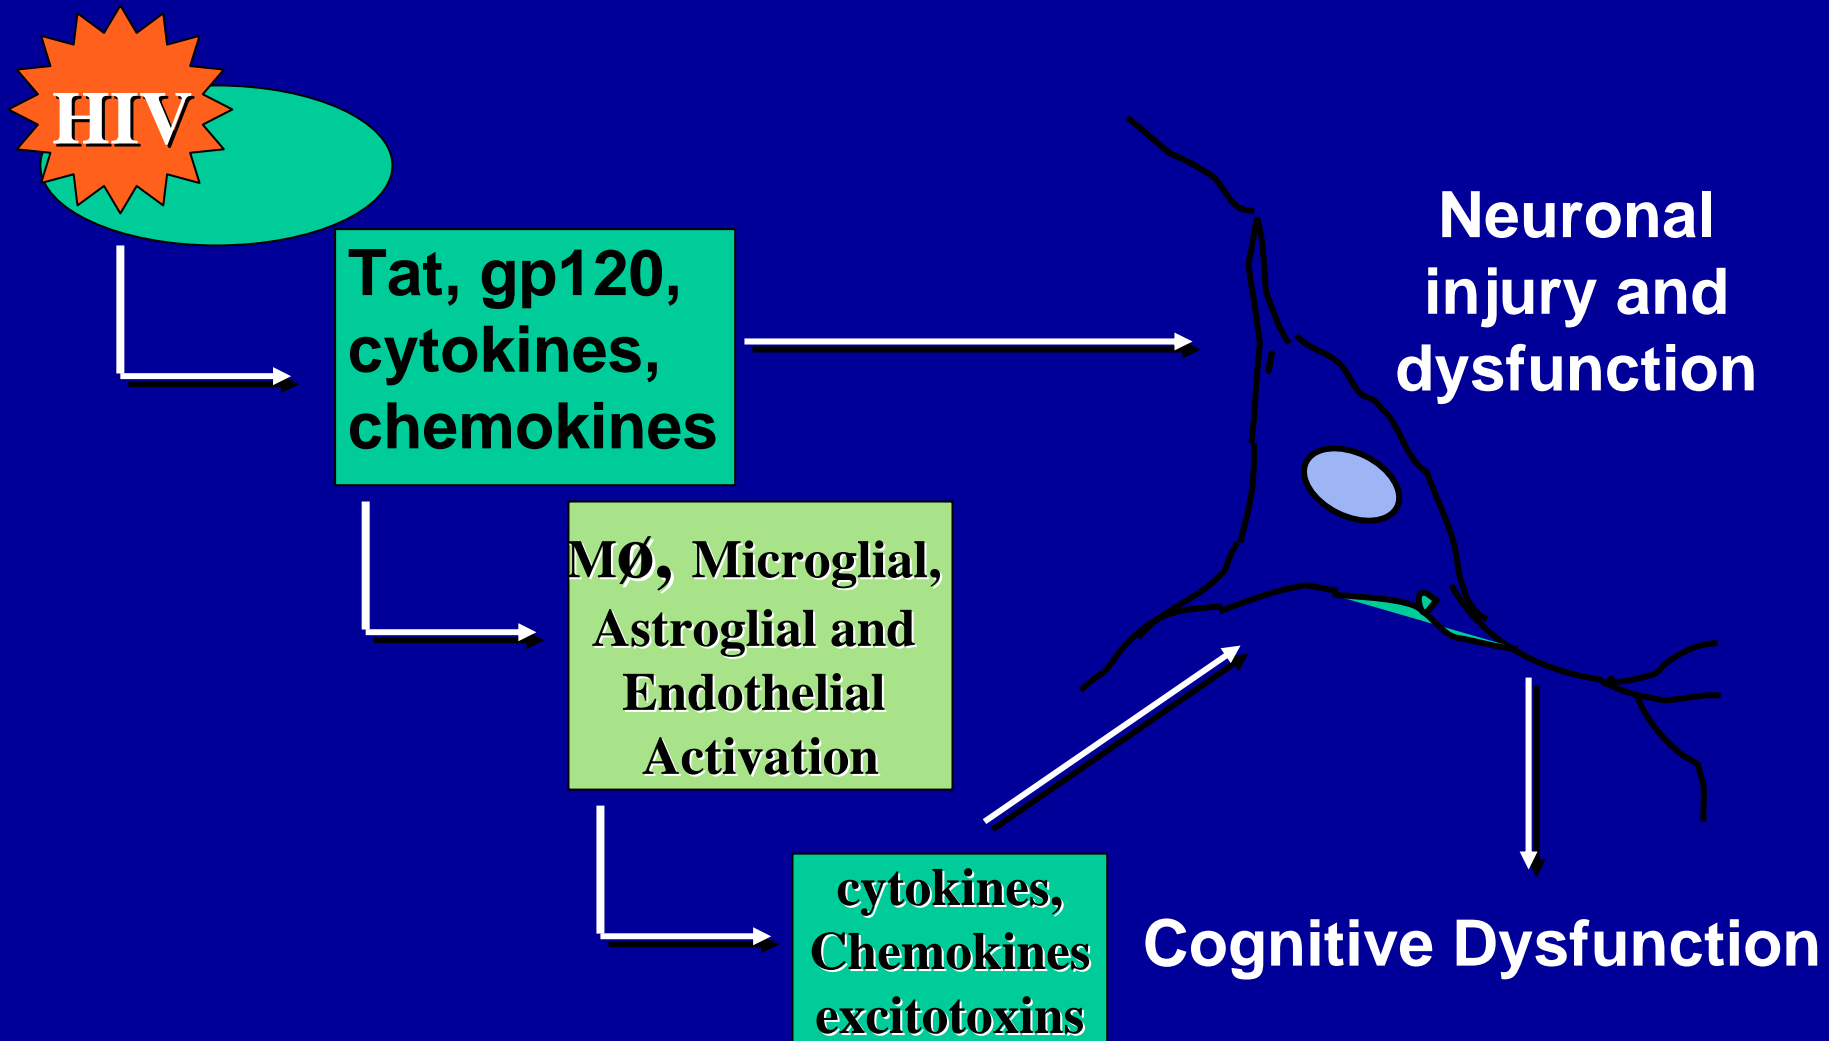 HIV
Tat, gp120,
cytokines,
chemokines
Mø, Microglial,
Astroglial and
Endothelial
Activation
cytokines,
Chemokines
excitotoxins
Neuronal
injury and
dysfunction
Cognitive Dysfunction